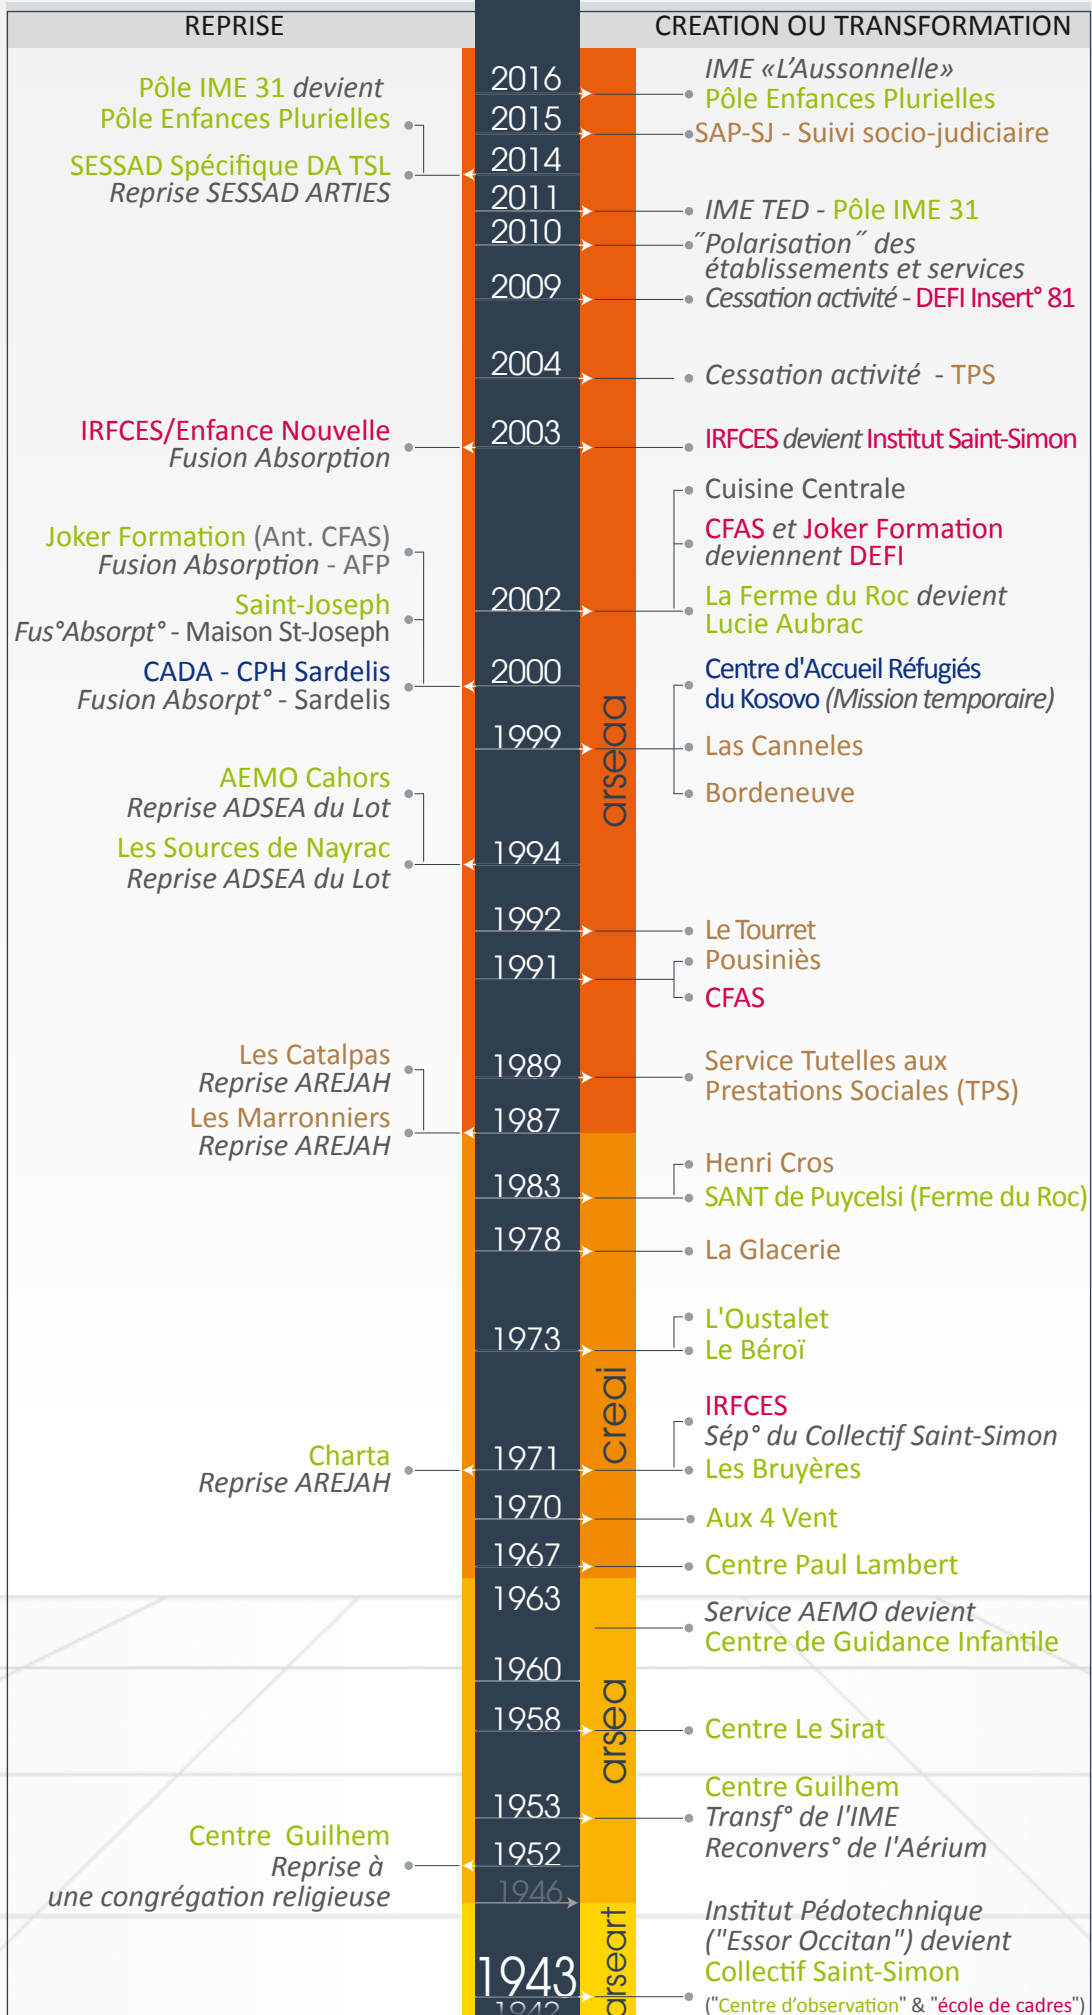 REPRISE
CREATION OU TRANSFORMATION
2016
IME «L'Aussonnelle»
Pôle Enfances Plurielles
Pôle IME 31 devient
Pôle Enfances Plurielles
2015
SAP-SJ - Suivi socio-judiciaire
2014
SESSAD Spécifique DA TSL
Reprise SESSAD ARTIES
2011
IME TED - Pôle IME 31
2010
˝Polarisation˝ des
établissements et services
2009
Cessation activité - DEFI Insert° 81
2004
Cessation activité - TPS
2003
IRFCES/Enfance Nouvelle
Fusion Absorption
IRFCES devient Institut Saint-Simon
Cuisine Centrale
CFAS et Joker Formation
deviennent DEFI
2002
La Ferme du Roc devient
Lucie Aubrac
Joker Formation (Ant. CFAS)
Fusion Absorption - AFP
Saint-Joseph
Fus°Absorpt° - Maison St-Joseph
CADA - CPH Sardelis
Fusion Absorpt° - Sardelis
2000
Centre d'Accueil Réfugiés
du Kosovo (Mission temporaire)
1999
Las Canneles
Bordeneuve
arseaa
AEMO Cahors
Reprise ADSEA du Lot
Les Sources de Nayrac
Reprise ADSEA du Lot
1994
1992
Le Tourret
1991
Pousiniès
CFAS
1989
Service Tutelles aux
Prestations Sociales (TPS)
Les Catalpas
Reprise AREJAH
Les Marronniers
Reprise AREJAH
1987
1983
Henri Cros
SANT de Puycelsi (Ferme du Roc)
1978
La Glacerie
1973
L'Oustalet
Le Béroï
creai
IRFCES
Sép° du Collectif Saint-Simon
Les Bruyères
1971
Charta
Reprise AREJAH
1970
Aux 4 Vent
1967
Centre Paul Lambert
1963
Service AEMO devient
Centre de Guidance Infantile
1960
arsea
1958
Centre Le Sirat
1953
Centre Guilhem
Transf° de l'IME
Reconvers° de l'Aérium
Centre Guilhem
Reprise à
une congrégation religieuse
1952
1946
arseart
Institut Pédotechnique
("Essor Occitan") devient
Collectif Saint-Simon
("Centre d'observation" & "école de cadres")
1943
1942